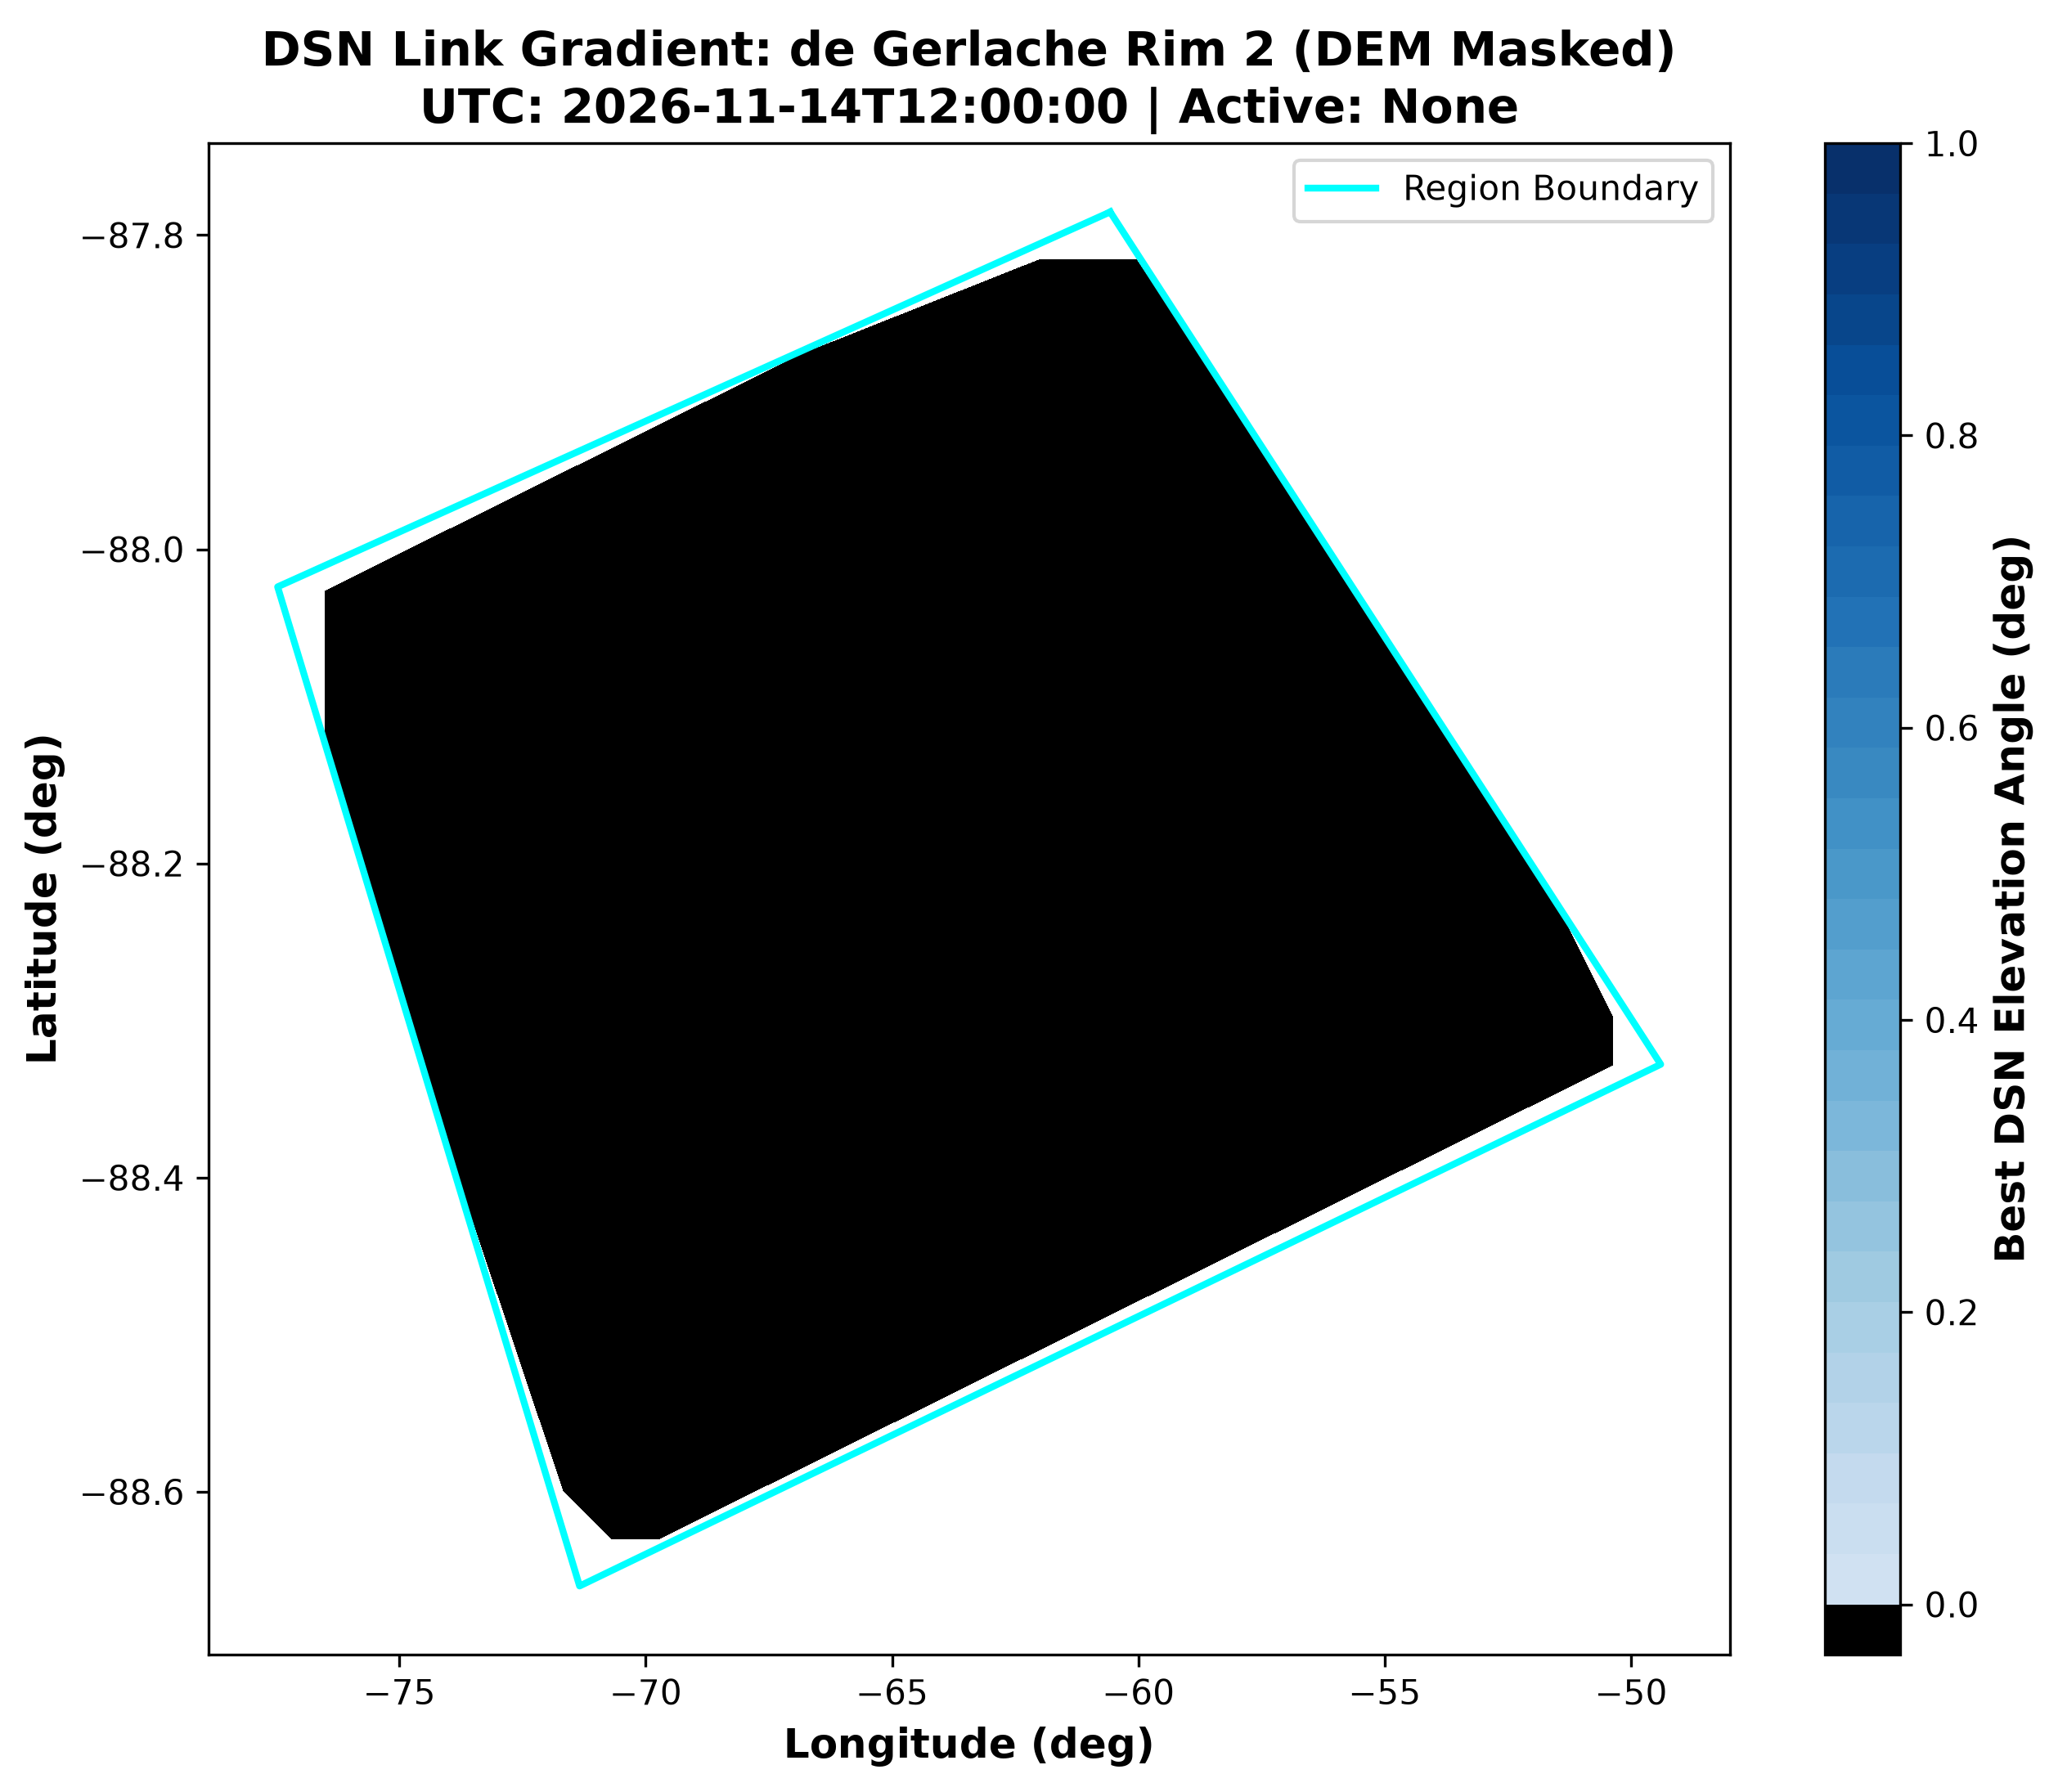 DSN Link Gradient: de Gerlache Rim 2 (DEM Masked)
UTC: 2026-11-14T12:00:00 | Active: None
Region Boundary
−87.8
−88.0
−88.2
−88.4
−88.6
Latitude (deg)
−75
−70
−65
−60
−55
−50
Longitude (deg)
1.0
0.8
0.6
0.4
0.2
0.0
Best DSN Elevation Angle (deg)